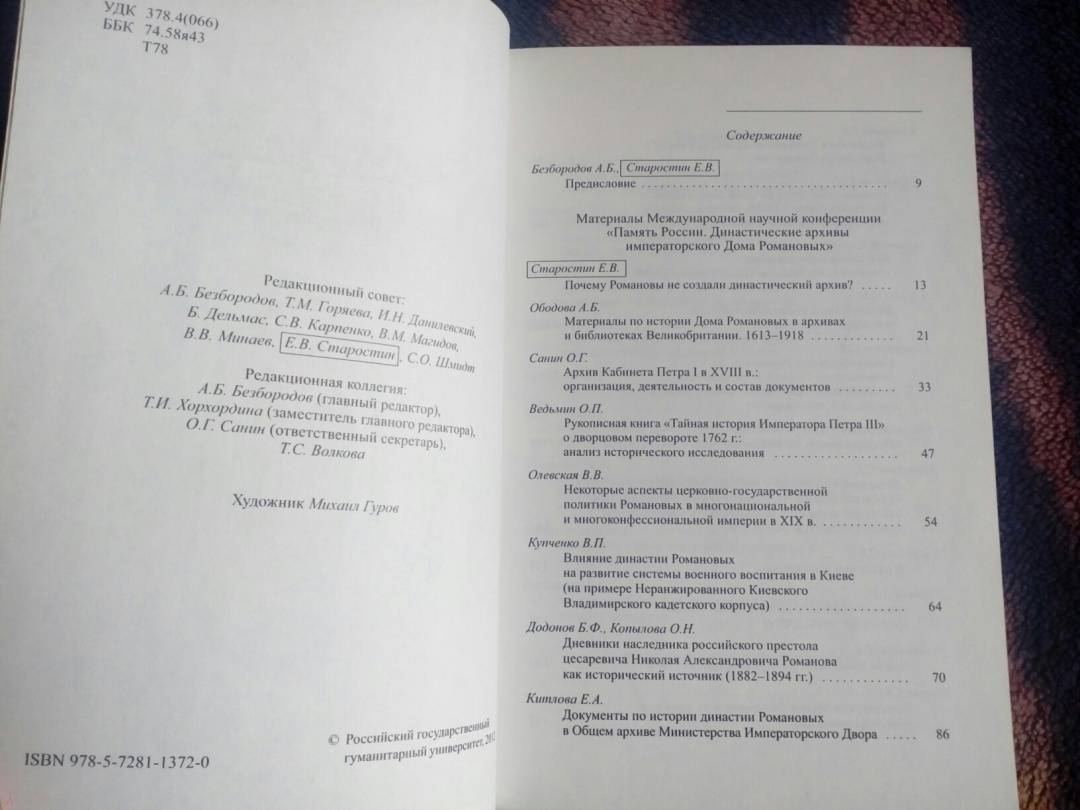 УДК 378.4(066)
ББК 74.58я43
Т78
Редакционный совет:
А.Б. Безбородов, Т.М. Горяева, И.Н. Данилевский,
Б. Дельмас, С.В. Карпенко, В.М. Магидов,
В.В. Минаев, Е.В. Старостин, С.О. Шмидт
Редакционная коллегия:
А.Б. Безбородов (главный редактор),
Т.И. Хорхордина (заместитель главного редактора),
О.Г. Санин (ответственный секретарь),
Т.С. Волкова
Художник Михаил Гуров
ISBN 978-5-7281-1372-0
© Российский государственный
гуманитарный университет,
Содержание
Безбородов А.Б., Старостин Е.В.
Предисловие ........................................ 9
Материалы Международной научной конференции
«Память России. Династические архивы
императорского Дома Романовых»
Старостин Е.В.
Почему Романовы не создали династический архив? ..... 13
Ободова А.Б.
Материалы по истории Дома Романовых в архивах
и библиотеках Великобритании. 1613–1918 ............ 21
Санин О.Г.
Архив Кабинета Петра I в XVIII в.:
организация, деятельность и состав документов ......... 33
Ведьмин О.П.
Рукописная книга «Тайная история Императора Петра III»
о дворцовом перевороте 1762 г.:
анализ исторического исследования .................... 47
Олевская В.В.
Некоторые аспекты церковно-государственной
политики Романовых в многонациональной
и многоконфессиональной империи в XIX в. ............. 54
Купченко В.П.
Влияние династии Романовых
на развитие системы военного воспитания в Киеве
(на примере Неранжированного Киевского
Владимирского кадетского корпуса) .................... 64
Додонов Б.Ф., Копылова О.Н.
Дневники наследника российского престола
цесаревича Николая Александровича Романова
как исторический источник (1882–1894 гг.) .............. 70
Китлова Е.А.
Документы по истории династии Романовых
в Общем архиве Министерства Императорского Двора ..... 86